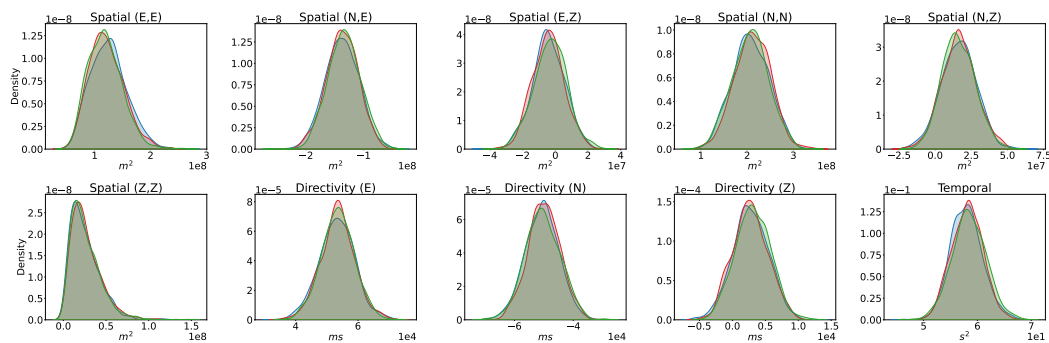 1e−8 Spatial (E,E)
1e−8 Spatial (N,E)
1e−8 Spatial (E,Z)
1e−8 Spatial (N,N)
1e−8 Spatial (N,Z)
Density
1.25
1.00
0.75
0.50
0.25
0.00
1 2 3
m² 1e8
1.25
1.00
0.75
0.50
0.25
0.00
−2 −1
m² 1e8
4
3
2
1
0
−4 −2 0 2 4
m² 1e7
1.0
0.8
0.6
0.4
0.2
0.0
1 2 3
m² 1e8
3
2
1
0
−2.5 0.0 2.5 5.0 7.5
m² 1e7
1e−8 Spatial (Z,Z)
1e−5 Directivity (E)
1e−5 Directivity (N)
1e−4 Directivity (Z)
1e−1 Temporal
Density
2.5
2.0
1.5
1.0
0.5
0.0
0.0 0.5 1.0 1.5
m² 1e8
8
6
4
2
0
4 6
ms 1e4
6
4
2
0
−6 −4
ms 1e4
1.5
1.0
0.5
0.0
−0.5 0.0 0.5 1.0 1.5
ms 1e4
1.25
1.00
0.75
0.50
0.25
0.00
5 6 7
s² 1e1